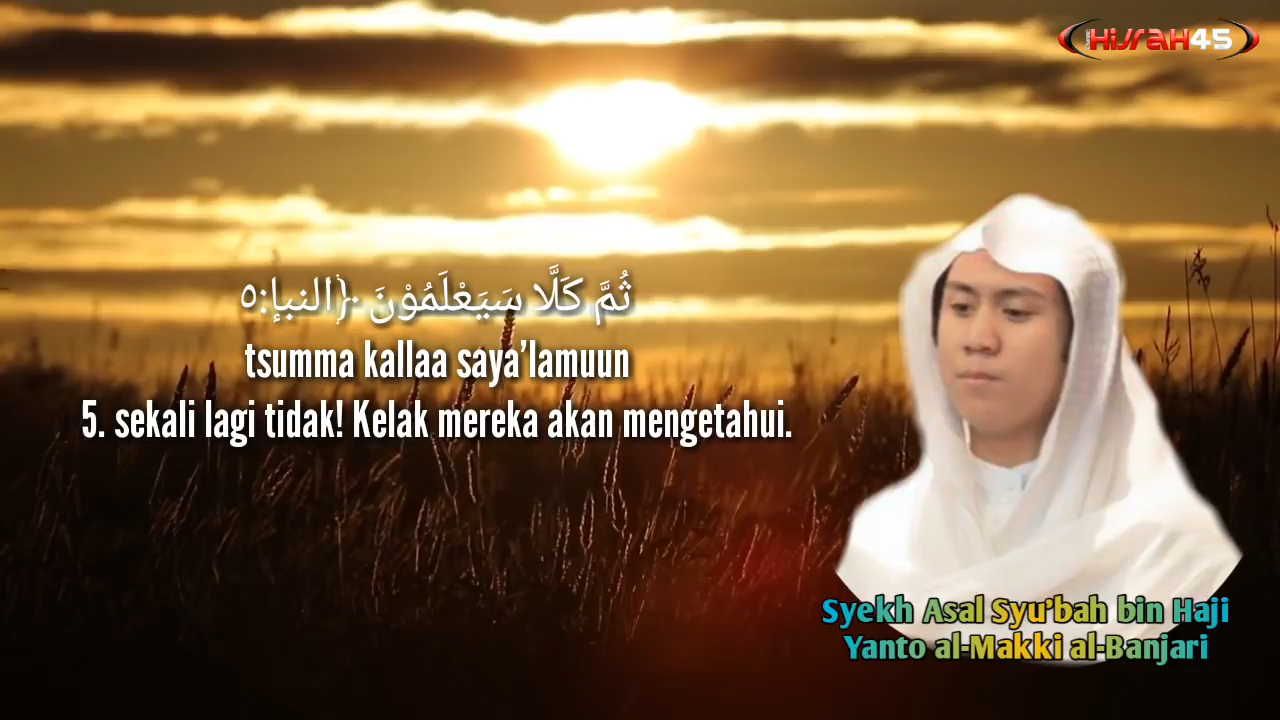 Hijrah45
ثُمَّ كَلَّا سَيَعْلَمُوْنَ ﴿النبإ:٥
tsumma kallaa saya’lamuun
5. sekali lagi tidak! Kelak mereka akan mengetahui.
Syekh Asal Syu’bah bin Haji
Yanto al-Makki al-Banjari